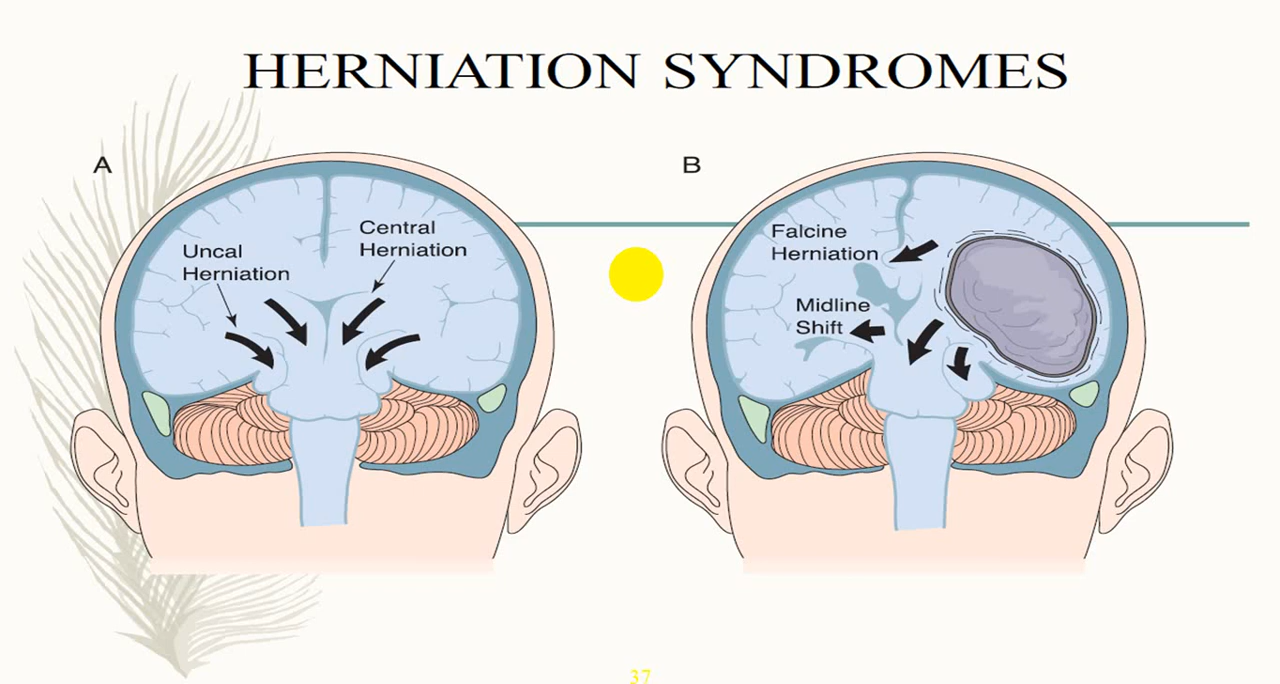 HERNIATION SYNDROMES
A
Uncal
Herniation
Central
Herniation
B
Falcine
Herniation
Midline
Shift
37